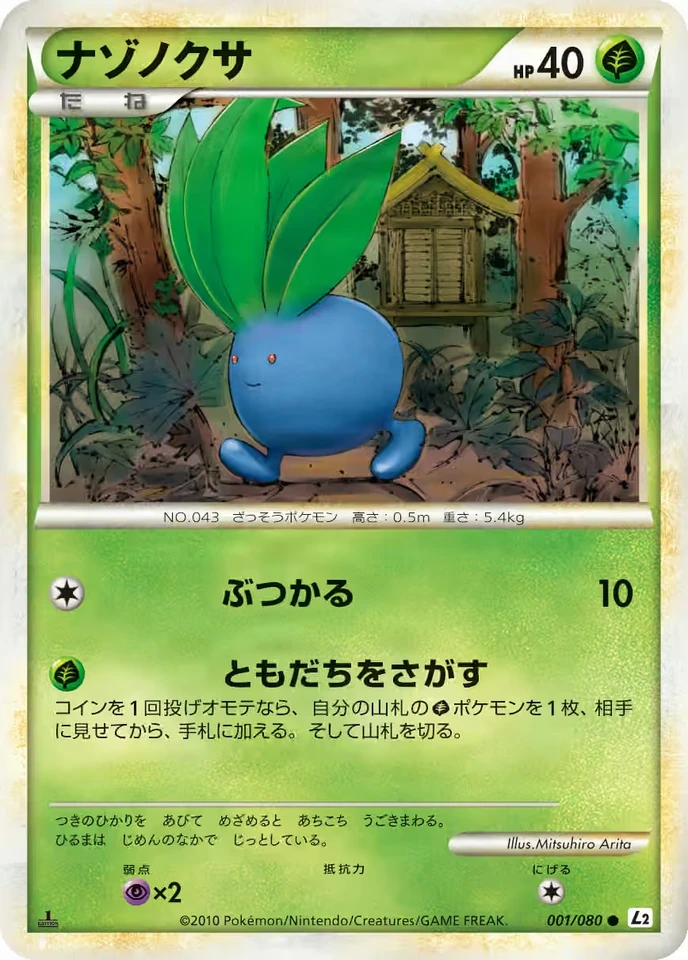 ナゾノクサ HP40
たね
NO.043 ざっそうポケモン 高さ：0.5m 重さ：5.4kg
ぶつかる 10
ともだちをさがす
コインを1回投げオモテなら、自分の山札のポケモンを1枚、相手
に見せてから、手札に加える。そして山札を切る。
つきのひかりを あびて めざめると あちこち うごきまわる。
ひるまは じめんのなかで じっとしている。
Illus.Mitsuhiro Arita
弱点 抵抗力 にげる
×2
1 EDITION ©2010 Pokémon/Nintendo/Creatures/GAME FREAK. 001/080 ● L2